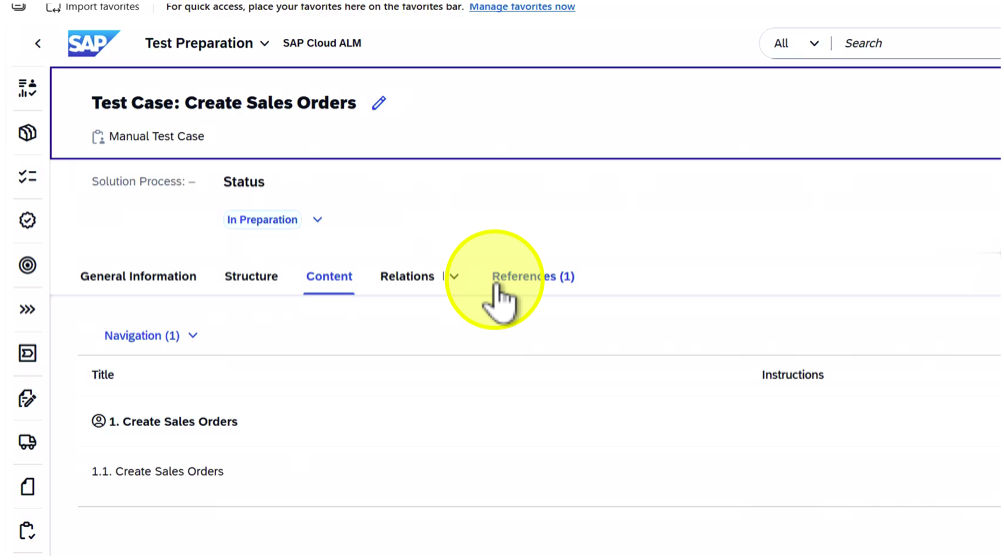 Import favorites For quick access, place your favorites here on the favorites bar. Manage favorites now
SAP Test Preparation SAP Cloud ALM All Search
Test Case: Create Sales Orders
Manual Test Case
Solution Process: – Status
In Preparation
General Information Structure Content Relations References (1)
Navigation (1)
Title Instructions
1. Create Sales Orders
1.1. Create Sales Orders